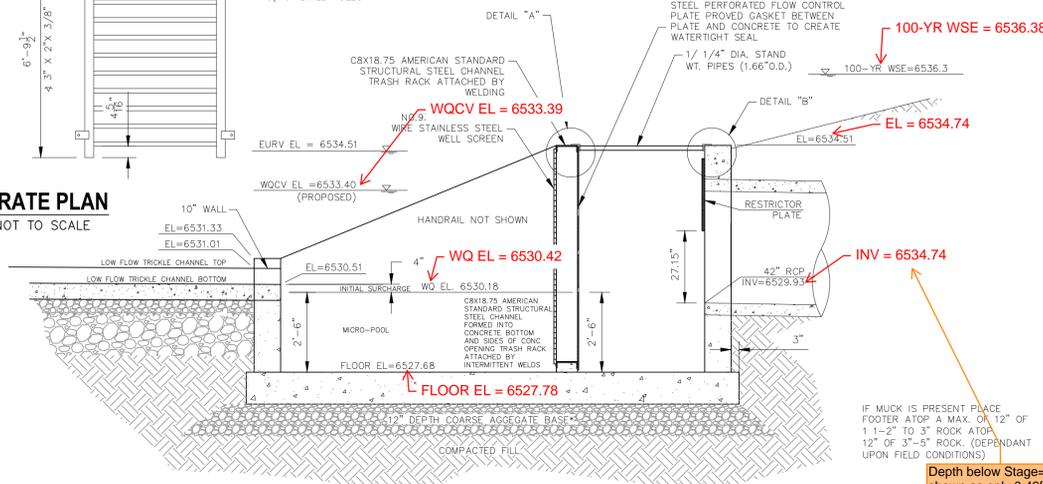 6'-9½"
4 3" X 2"X 3/8"
RATE PLAN
NOT TO SCALE
DETAIL "A"
STEEL PERFORATED FLOW CONTROL
PLATE PROVED GASKET BETWEEN
PLATE AND CONCRETE TO CREATE
WATERTIGHT SEAL
100-YR WSE = 6536.38
C8X18.75 AMERICAN STANDARD
STRUCTURAL STEEL CHANNEL
TRASH RACK ATTACHED BY
WELDING
1/ 1/4" DIA. STAND
WT. PIPES (1.66"O.D.)
100-YR WSE=6536.3
WQCV EL = 6533.39
NO.9.
WIRE STAINLESS STEEL
WELL SCREEN
DETAIL "B"
EL = 6534.74
EL=6534.51
EURV EL = 6534.51
WQCV EL =6533.40
(PROPOSED)
10" WALL
EL=6531.33
EL=6531.01
HANDRAIL NOT SHOWN
RESTRICTOR
PLATE
LOW FLOW TRICKLE CHANNEL TOP
LOW FLOW TRICKLE CHANNEL BOTTOM
EL=6530.51
4"
WQ EL = 6530.42
INITIAL SURCHARGE
WQ EL. 6530.18
27.15"
42" RCP
INV=6529.93
INV = 6534.74
C8X18.75 AMERICAN
STANDARD STRUCTURAL
STEEL CHANNEL
FORMED INTO
CONCRETE BOTTOM
AND SIDES OF CONC
OPENING TRASH RACK
ATTACHED BY
INTERMITTENT WELDS
MICRO-POOL
2'-6"
2'-6"
3"
FLOOR EL=6527.68
FLOOR EL = 6527.78
12" DEPTH COARSE AGGEGATE BASE*
COMPACTED FILL
IF MUCK IS PRESENT PLACE
FOOTER ATOP A MAX. OF 12" OF
1 1-2" TO 3" ROCK ATOP
12" OF 3"-5" ROCK. (DEPENDANT
UPON FIELD CONDITIONS)
Depth below Stage=